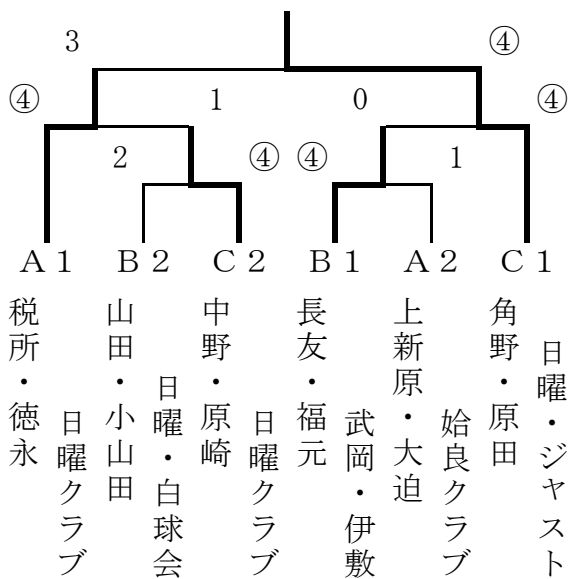 3 ④
④ 1 0 ④
2 ④ ④ 1
A1 B2 C2 B1 A2 C1
税所・徳永
日曜クラブ
山田・小山田
日曜・白球会
中野・原崎
日曜クラブ
長友・福元
武岡・伊敷
上新原・大迫
姶良クラブ
角野・原田
日曜・ジャスト